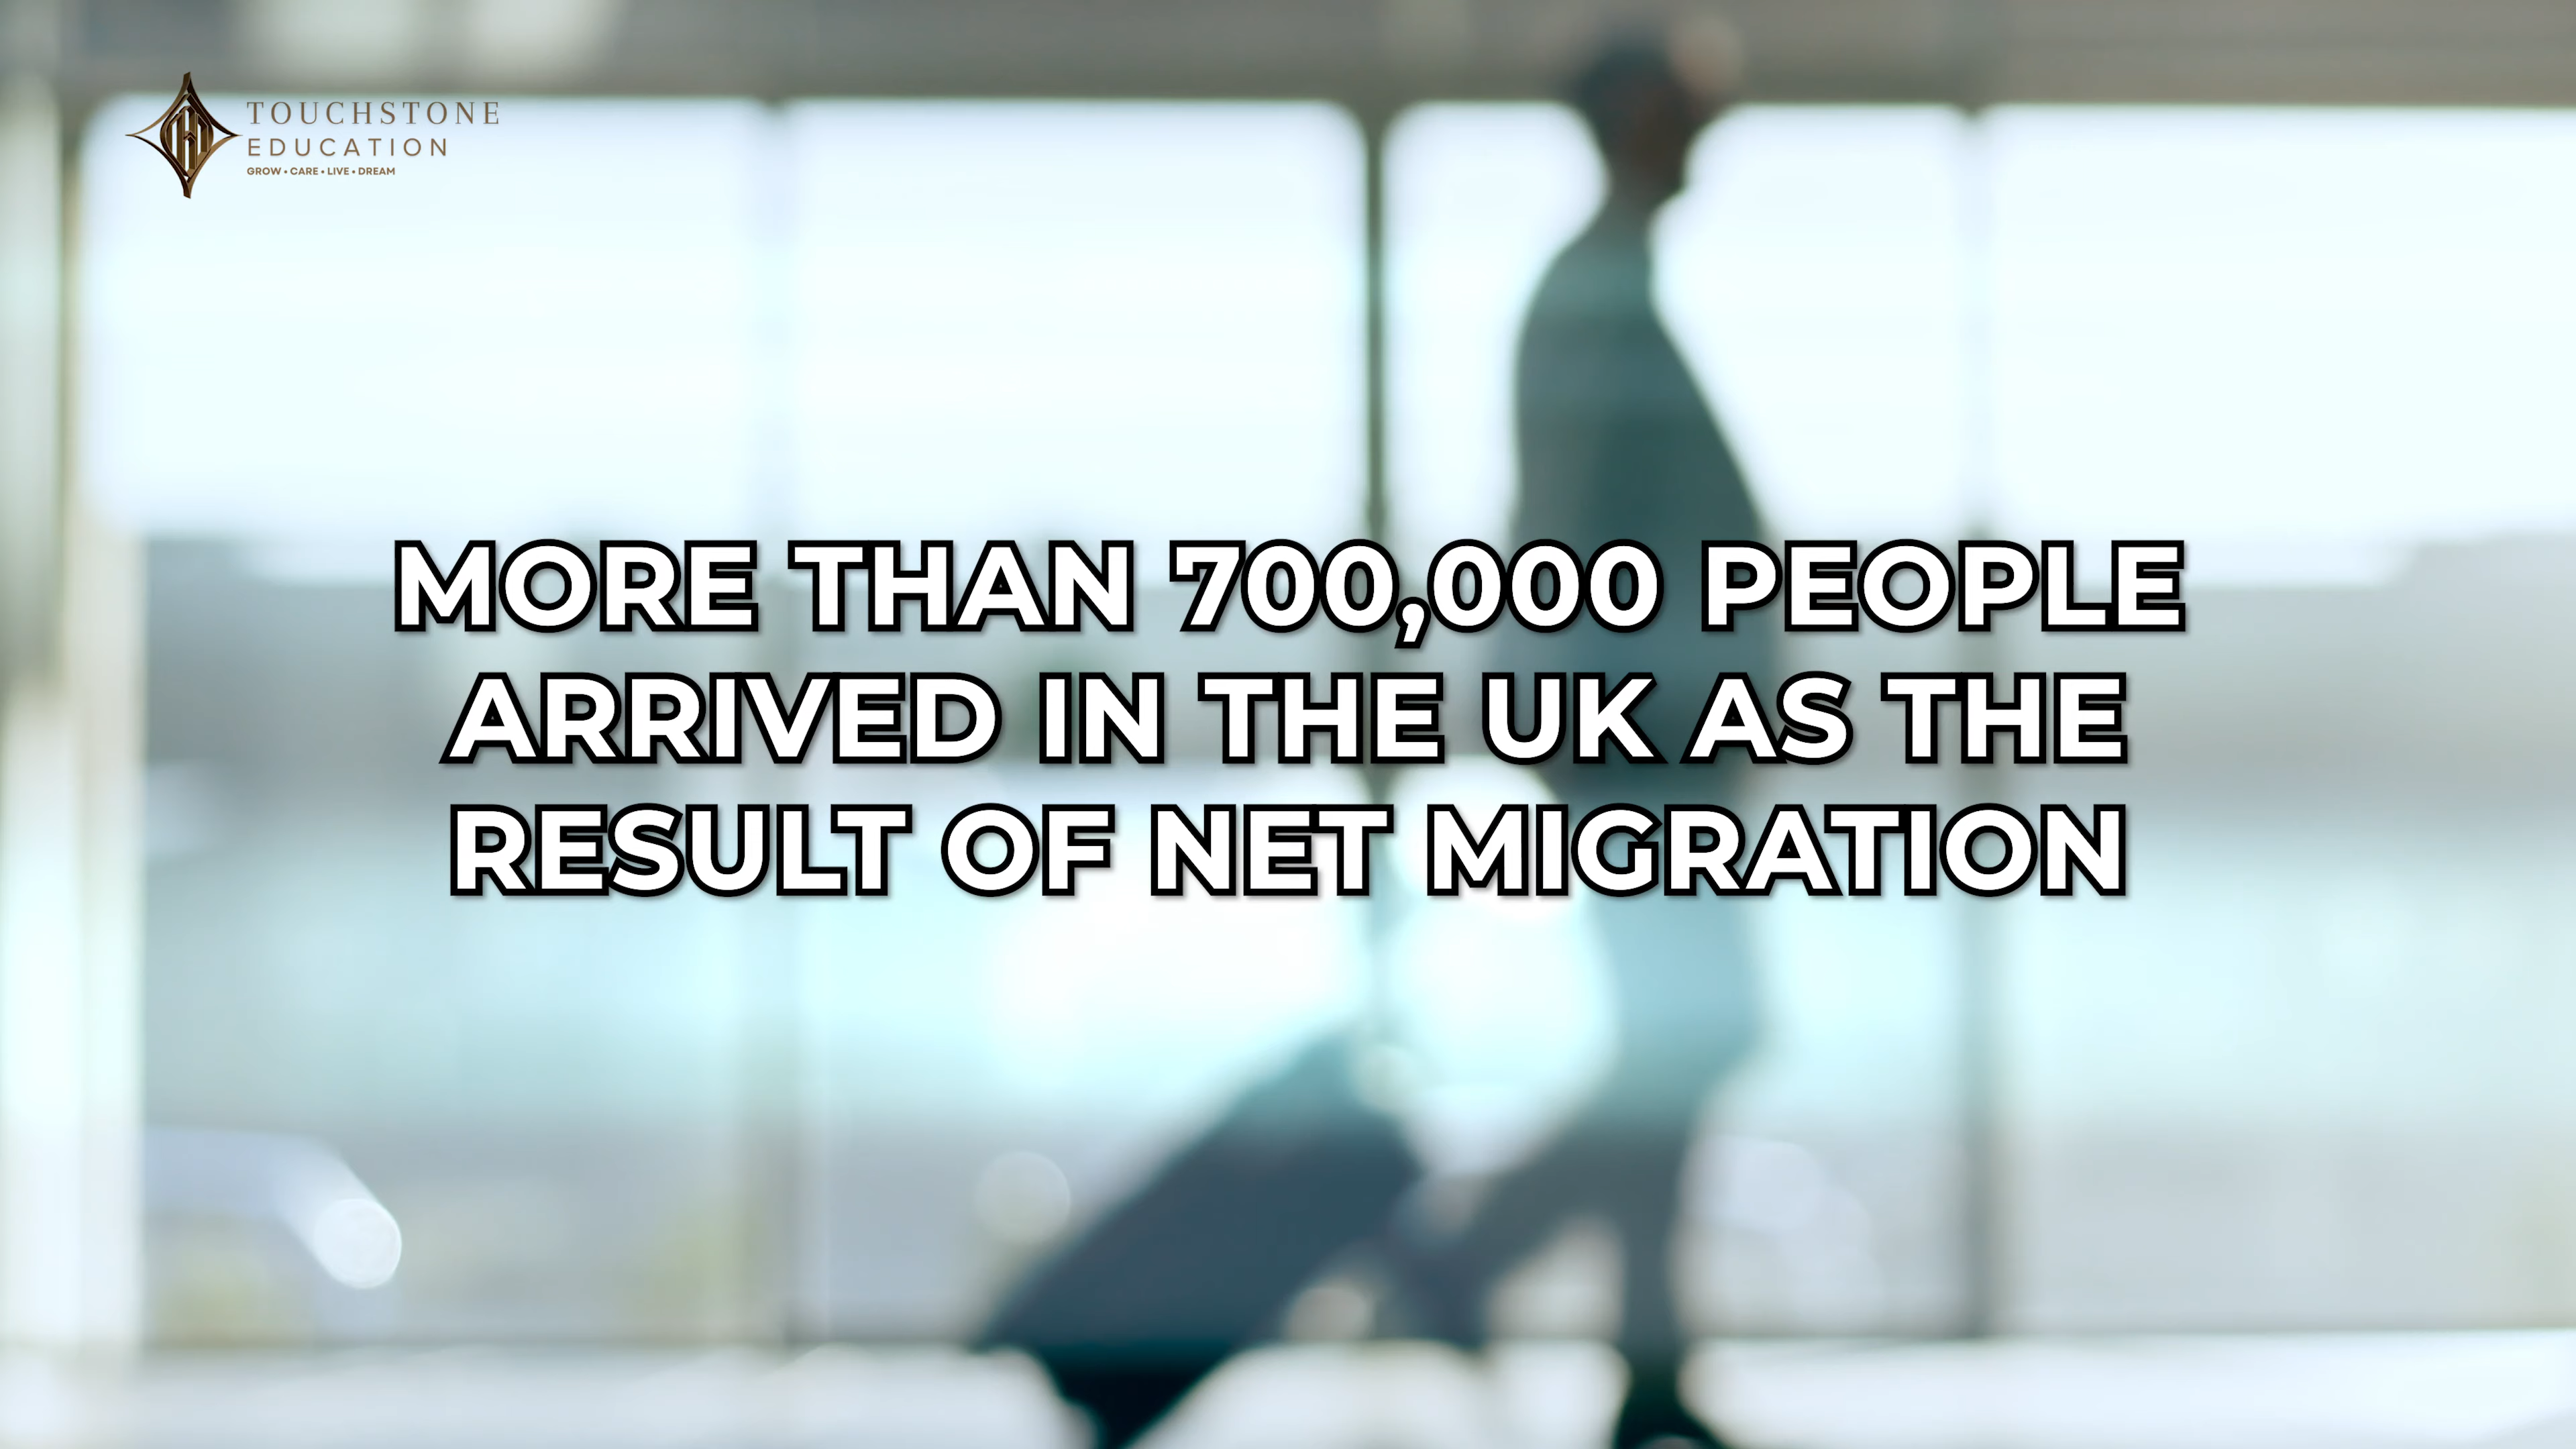 TOUCHSTONE
EDUCATION
GROW • CARE • LIVE • DREAM
MORE THAN 700,000 PEOPLE
ARRIVED IN THE UK AS THE
RESULT OF NET MIGRATION